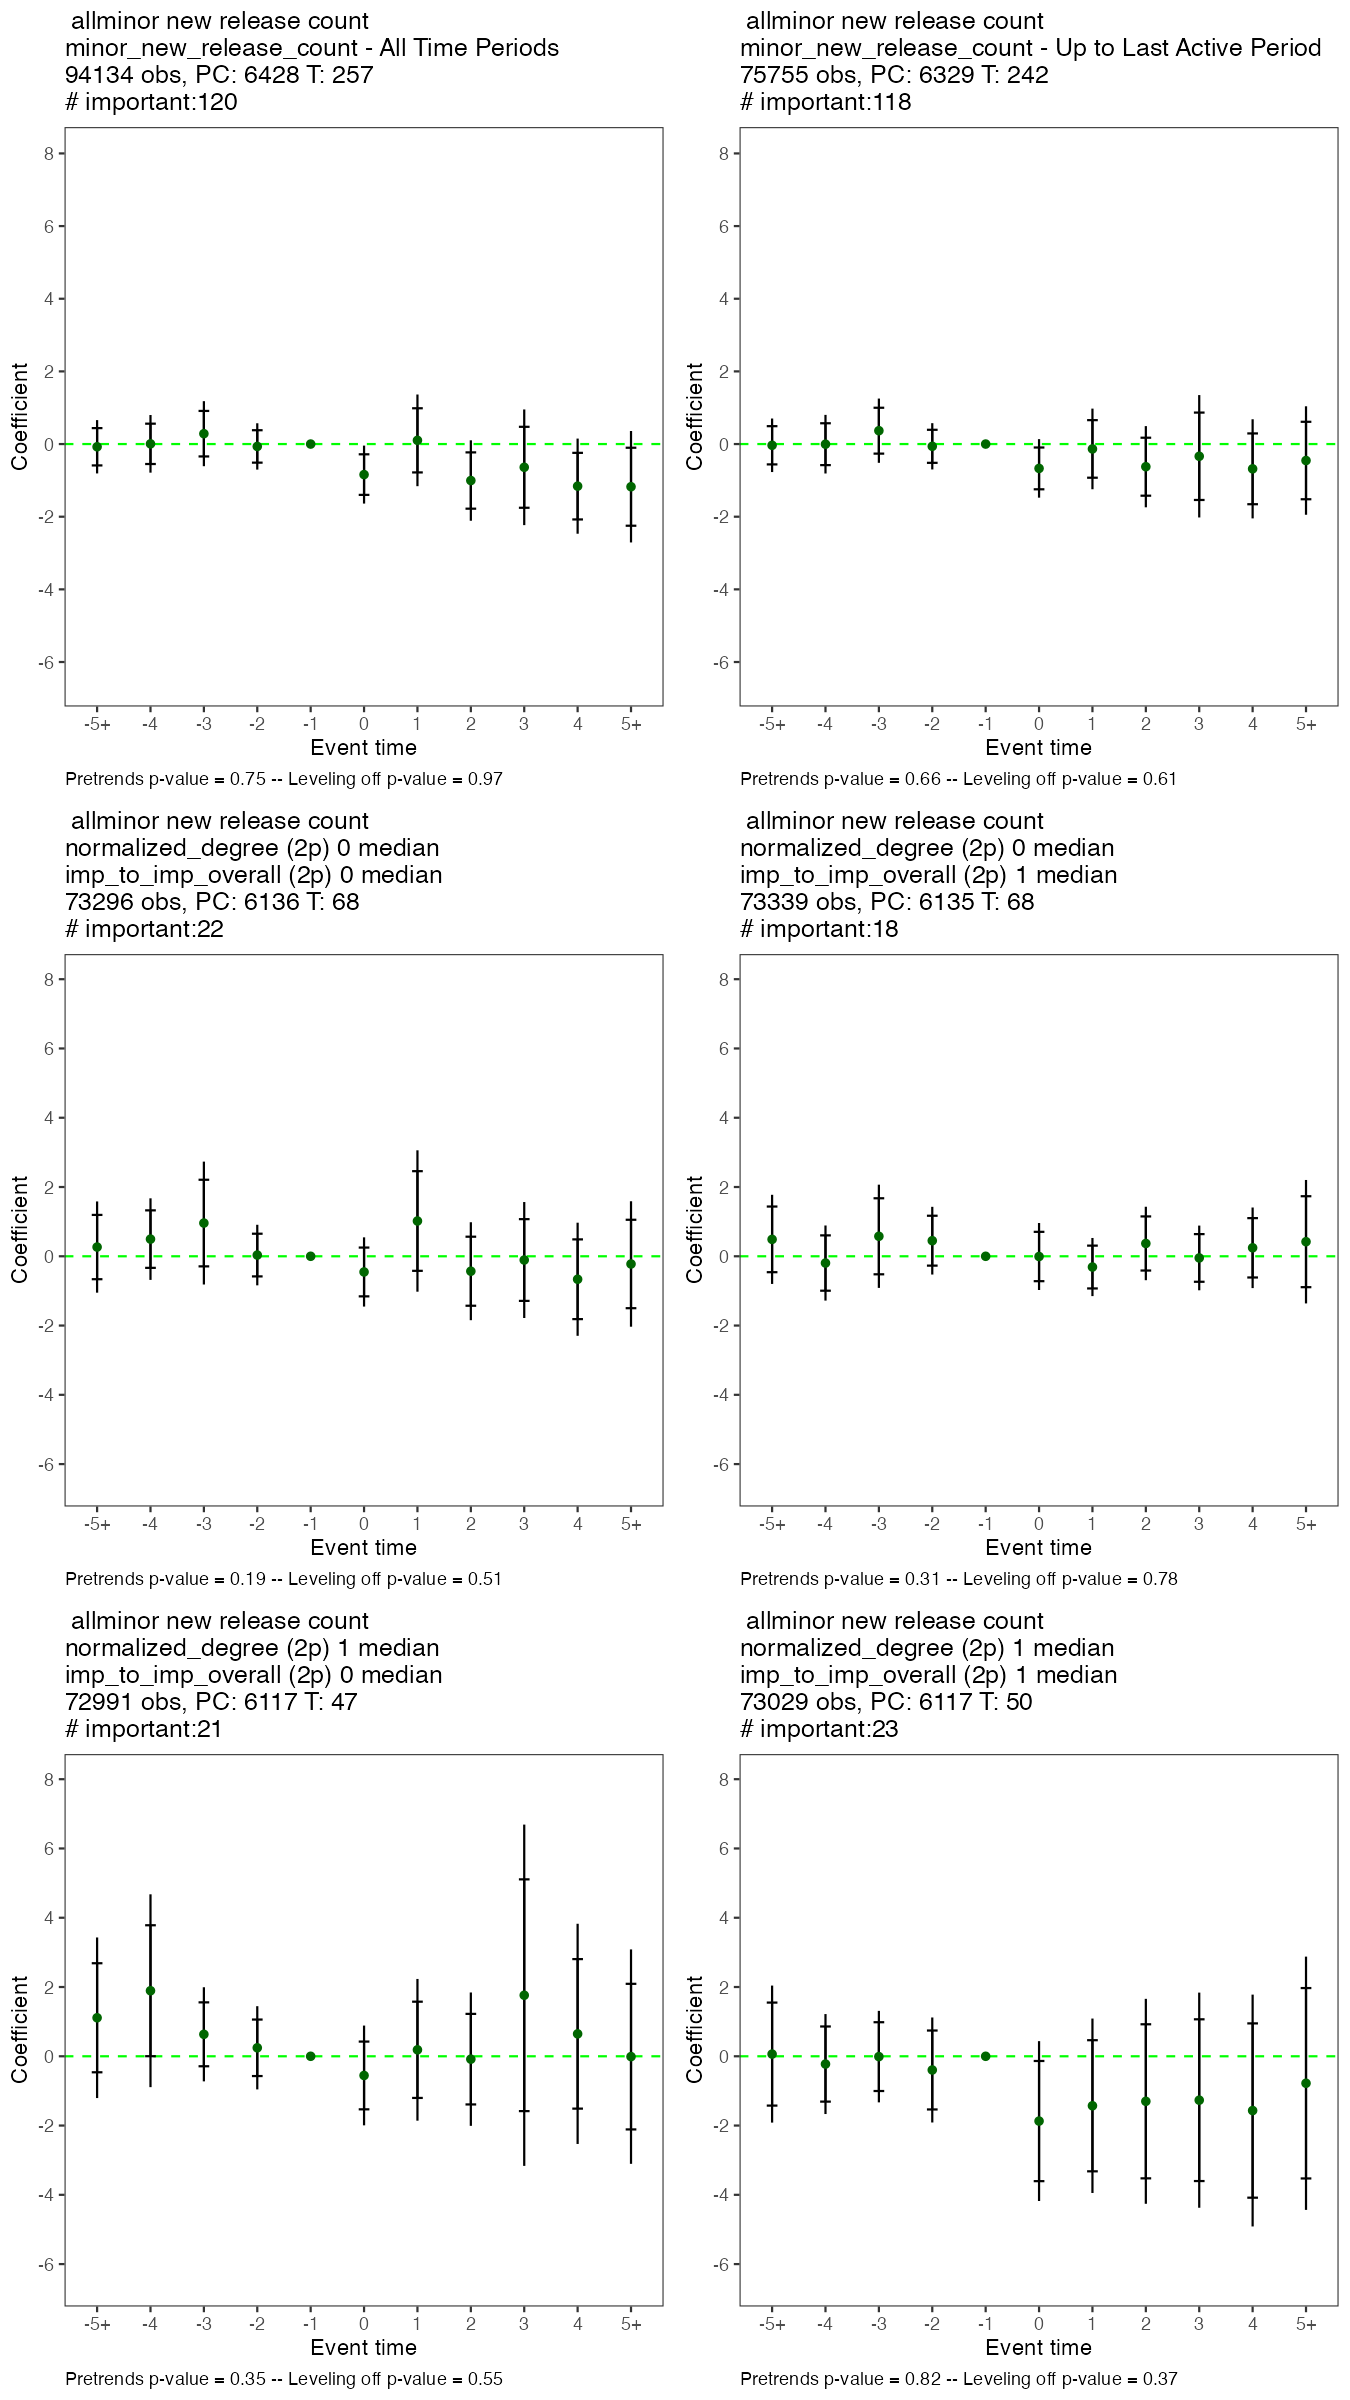 allminor new release count
minor_new_release_count - All Time Periods
94134 obs, PC: 6428 T: 257
# important:120
8
6
4
2
0
-2
-4
-6
Coefficient
-5+ -4 -3 -2 -1 0 1 2 3 4 5+
Event time
Pretrends p-value = 0.75 -- Leveling off p-value = 0.97
allminor new release count
minor_new_release_count - Up to Last Active Period
75755 obs, PC: 6329 T: 242
# important:118
8
6
4
2
0
-2
-4
-6
Coefficient
-5+ -4 -3 -2 -1 0 1 2 3 4 5+
Event time
Pretrends p-value = 0.66 -- Leveling off p-value = 0.61
allminor new release count
normalized_degree (2p) 0 median
imp_to_imp_overall (2p) 0 median
73296 obs, PC: 6136 T: 68
# important:22
8
6
4
2
0
-2
-4
-6
Coefficient
-5+ -4 -3 -2 -1 0 1 2 3 4 5+
Event time
Pretrends p-value = 0.19 -- Leveling off p-value = 0.51
allminor new release count
normalized_degree (2p) 0 median
imp_to_imp_overall (2p) 1 median
73339 obs, PC: 6135 T: 68
# important:18
8
6
4
2
0
-2
-4
-6
Coefficient
-5+ -4 -3 -2 -1 0 1 2 3 4 5+
Event time
Pretrends p-value = 0.31 -- Leveling off p-value = 0.78
allminor new release count
normalized_degree (2p) 1 median
imp_to_imp_overall (2p) 0 median
72991 obs, PC: 6117 T: 47
# important:21
8
6
4
2
0
-2
-4
-6
Coefficient
-5+ -4 -3 -2 -1 0 1 2 3 4 5+
Event time
Pretrends p-value = 0.35 -- Leveling off p-value = 0.55
allminor new release count
normalized_degree (2p) 1 median
imp_to_imp_overall (2p) 1 median
73029 obs, PC: 6117 T: 50
# important:23
8
6
4
2
0
-2
-4
-6
Coefficient
-5+ -4 -3 -2 -1 0 1 2 3 4 5+
Event time
Pretrends p-value = 0.82 -- Leveling off p-value = 0.37